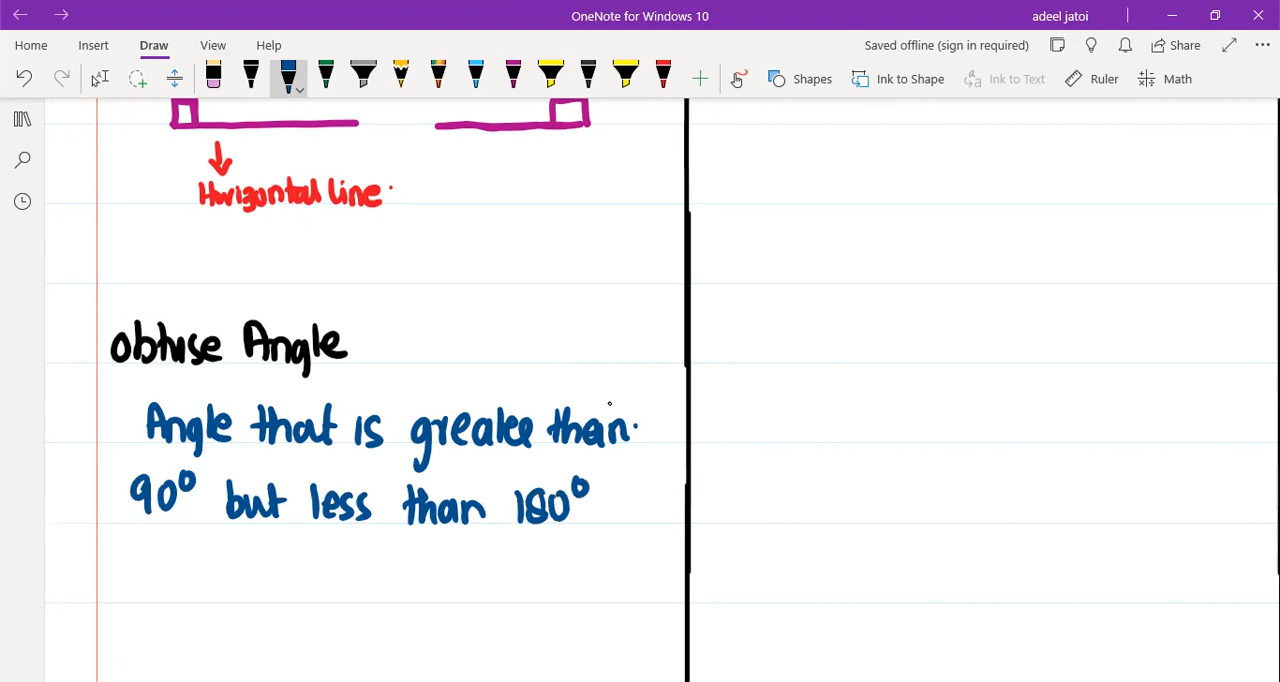 OneNote for Windows 10
adeel jatoi
Home Insert Draw View Help
Saved offline (sign in required) Share
Shapes Ink to Shape Ink to Text Ruler Math
Horizontal line
obtuse Angle
Angle that is greater than
90° but less than 180°